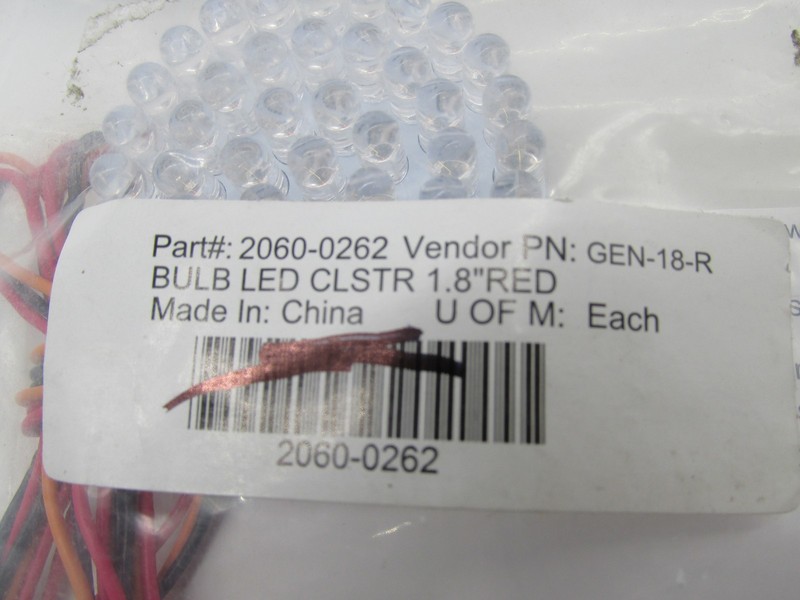 Part#: 2060-0262 Vendor PN: GEN-18-R
BULB LED CLSTR 1.8"RED
Made In: China U OF M: Each
2060-0262